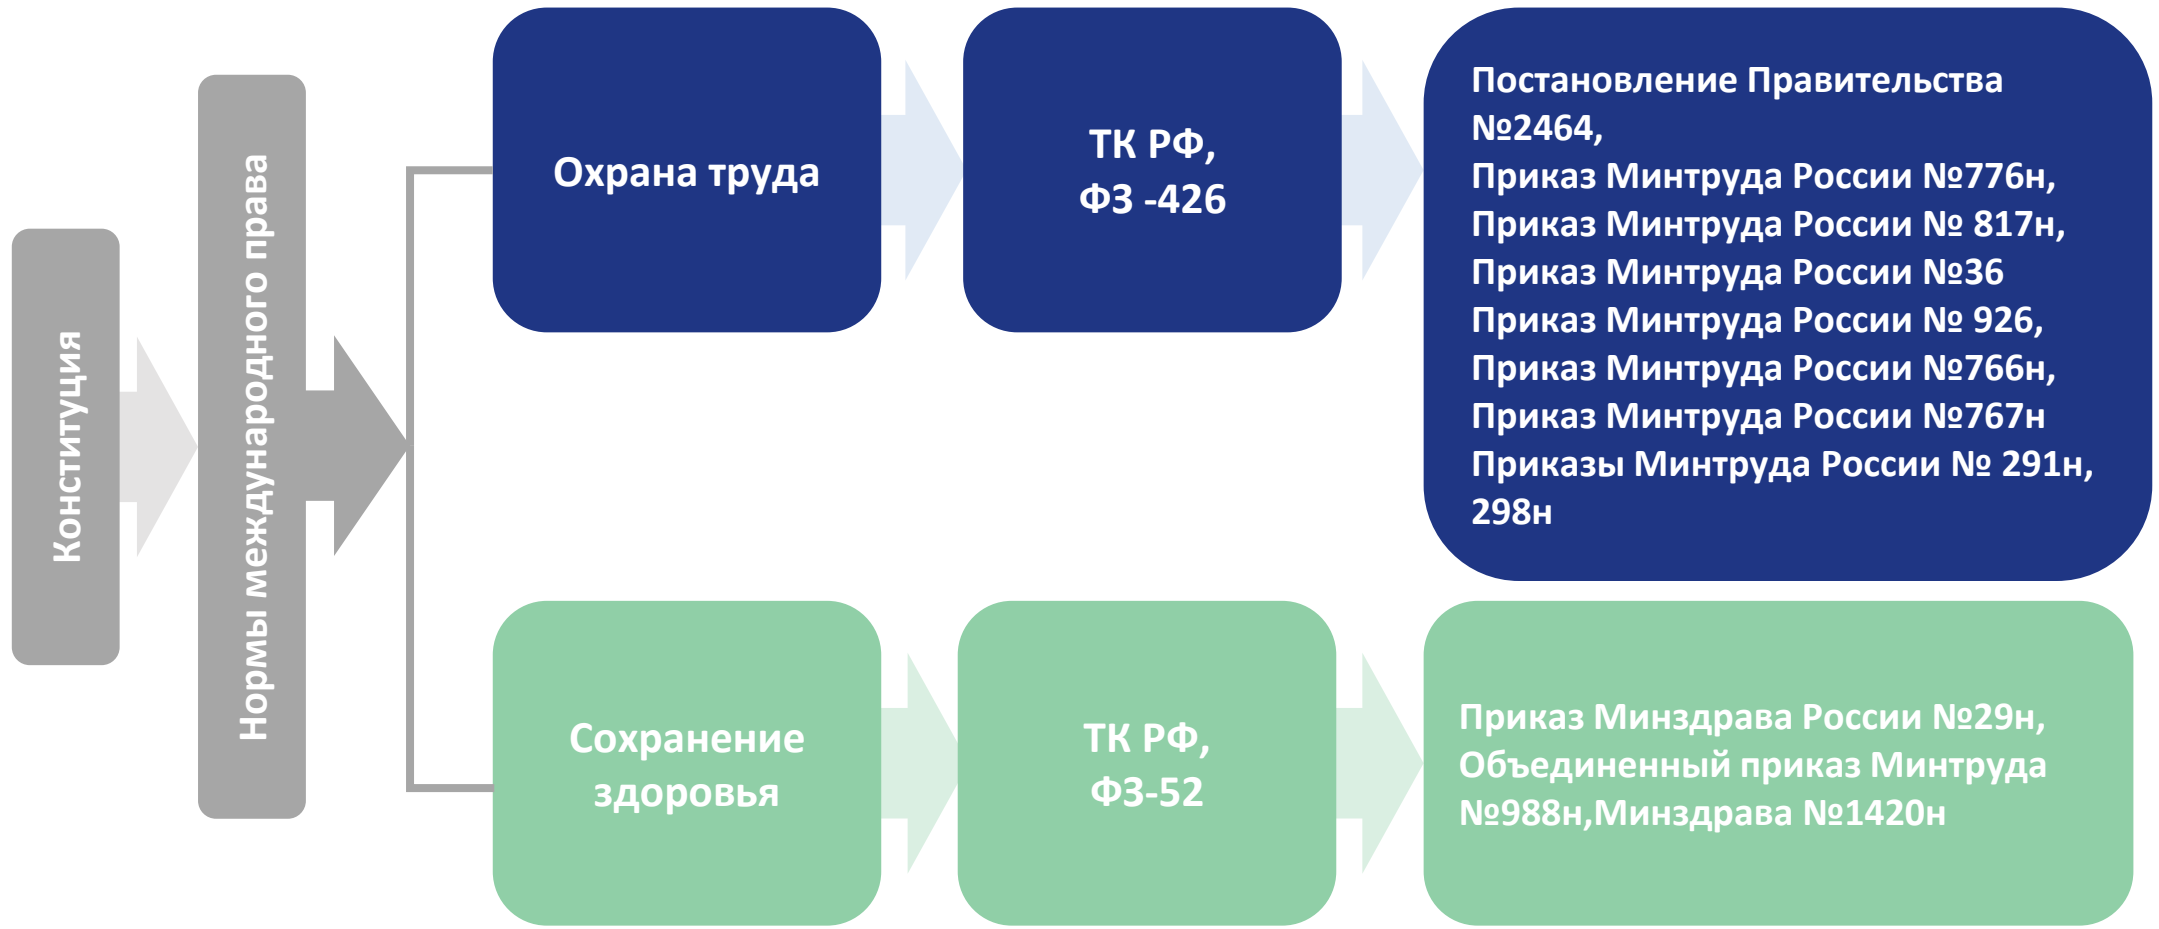 Конституция
Нормы международного права
Охрана труда
ТК РФ,
ФЗ -426
Постановление Правительства
№2464,
Приказ Минтруда России №776н,
Приказ Минтруда России № 817н,
Приказ Минтруда России №36
Приказ Минтруда России № 926,
Приказ Минтруда России №766н,
Приказ Минтруда России №767н
Приказы Минтруда России № 291н,
298н
Сохранение
здоровья
ТК РФ,
ФЗ-52
Приказ Минздрава России №29н,
Объединенный приказ Минтруда
№988н,Минздрава №1420н